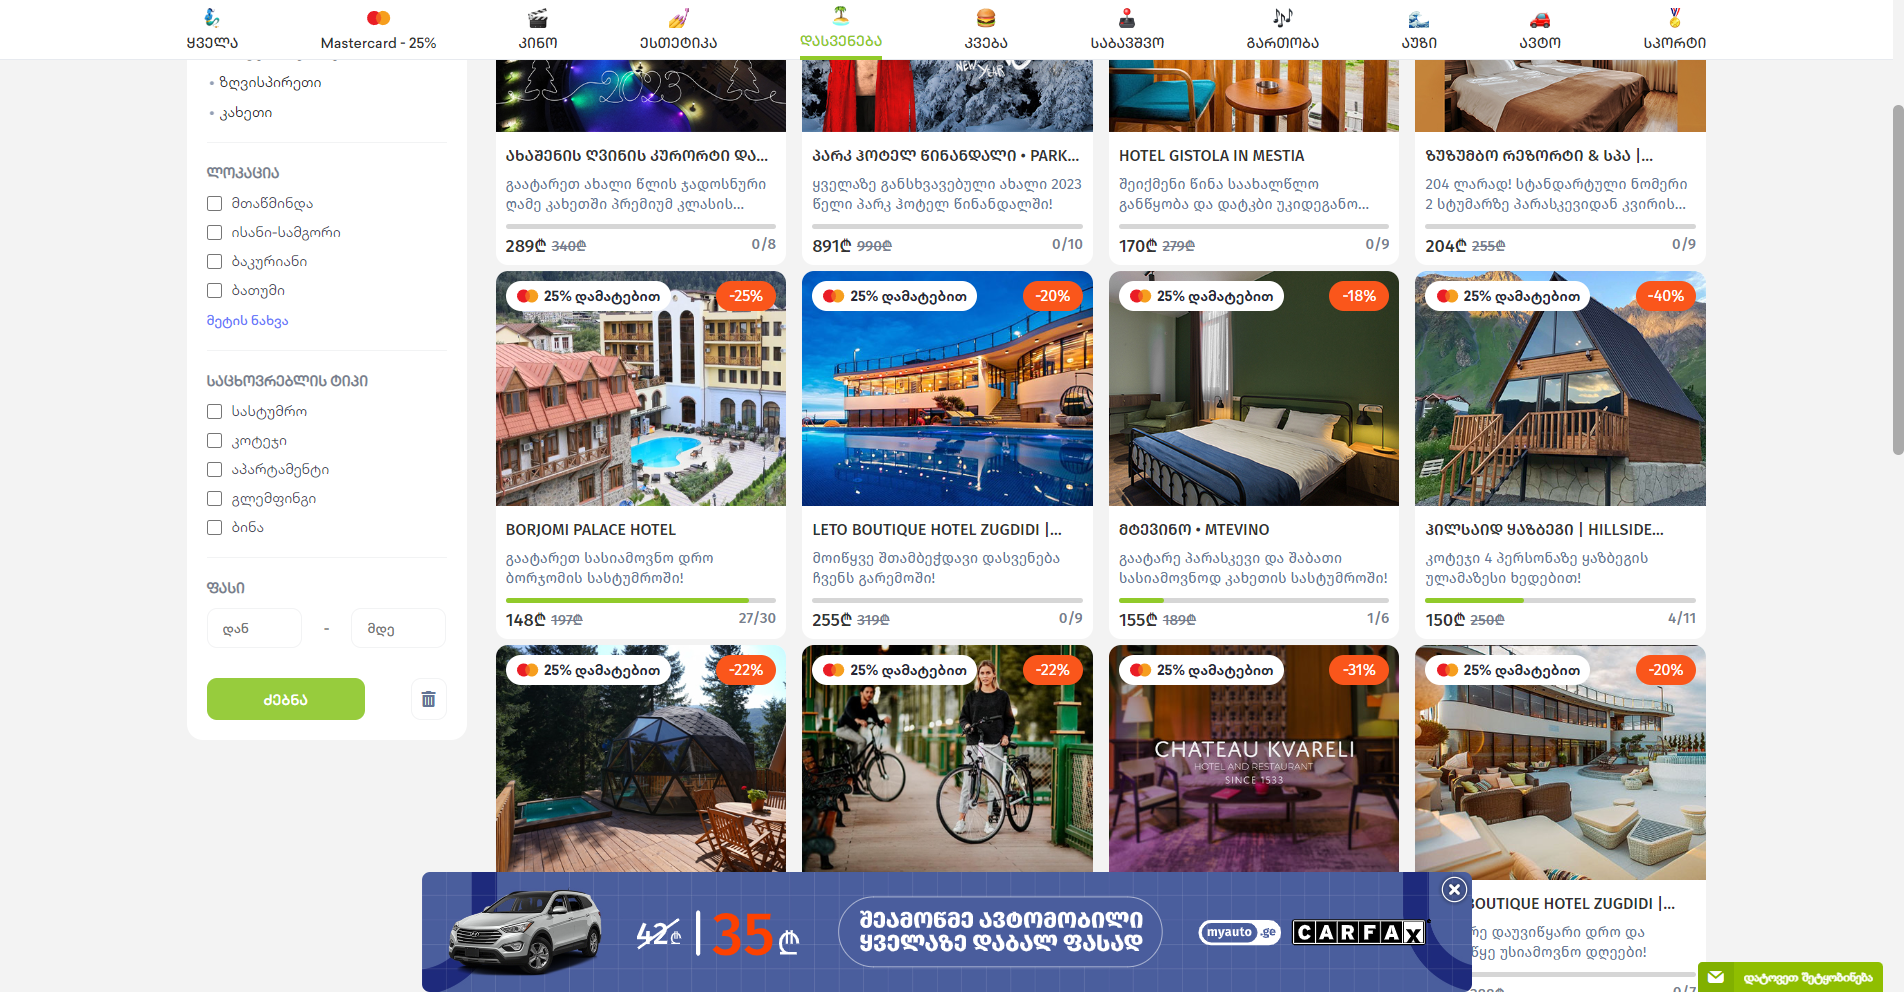 ყველა
Mastercard - 25%
კინო
ესთეტიკა
დასვენება
კვება
საბავშვო
გართობა
აუზი
ავტო
სპორტი
• ზღვისპირეთი
• კახეთი
ლოკაცია
მთაწმინდა
ისანი-სამგორი
ბაკურიანი
ბათუმი
მეტის ნახვა
საცხოვრებლის ტიპი
სასტუმრო
კოტეჯი
აპარტამენტი
გლემფინგი
ბინა
ფასი
დან
-
მდე
ძებნა
2023
NEW YEAR
ახაშენის ღვინის კურორტი და...
გაატარეთ ახალი წლის ჯადოსნური
ღამე კახეთში პრემიუმ კლასის...
289₾ 340₾ 0/8
პარკ ჰოტელ წინანდალი • PARK...
ყველაზე განსხვავებული ახალი 2023
წელი პარკ ჰოტელ წინანდალში!
891₾ 990₾ 0/10
HOTEL GISTOLA IN MESTIA
შეიქმენი წინა საახალწლო
განწყობა და დატკბი უკიდეგანო...
170₾ 279₾ 0/9
ზუზუმბო რეზორტი & სპა |...
204 ლარად! სტანდარტული ნომერი
2 სტუმარზე პარასკევიდან კვირის...
204₾ 255₾ 0/9
25% დამატებით -25%
BORJOMI PALACE HOTEL
გაატარეთ სასიამოვნო დრო
ბორჯომის სასტუმროში!
148₾ 197₾ 27/30
25% დამატებით -20%
LETO BOUTIQUE HOTEL ZUGDIDI |...
მოიწყვე შთამბეჭდავი დასვენება
ჩვენს გარემოში!
255₾ 319₾ 0/9
25% დამატებით -18%
მტევინო • MTEVINO
გაატარე პარასკევი და შაბათი
სასიამოვნოდ კახეთის სასტუმროში!
155₾ 189₾ 1/6
25% დამატებით -40%
ჰილსაიდ ყაზბეგი | HILLSIDE...
კოტეჯი 4 პერსონაზე ყაზბეგის
ულამაზესი ხედებით!
150₾ 250₾ 4/11
25% დამატებით -22%
25% დამატებით -22%
25% დამატებით -31%
CHATEAU KVARELI
HOTEL AND RESTAURANT
SINCE 1533
25% დამატებით -20%
BOUTIQUE HOTEL ZUGDIDI |...
რე დაუვიწყარი დრო და
წყე უსიამოვნო დღეები!
0/7
42₾ | 35₾
შეამოწმე ავტომობილი
ყველაზე დაბალ ფასად
myauto.ge
CARFAX
დატოვეთ შეტყობინება